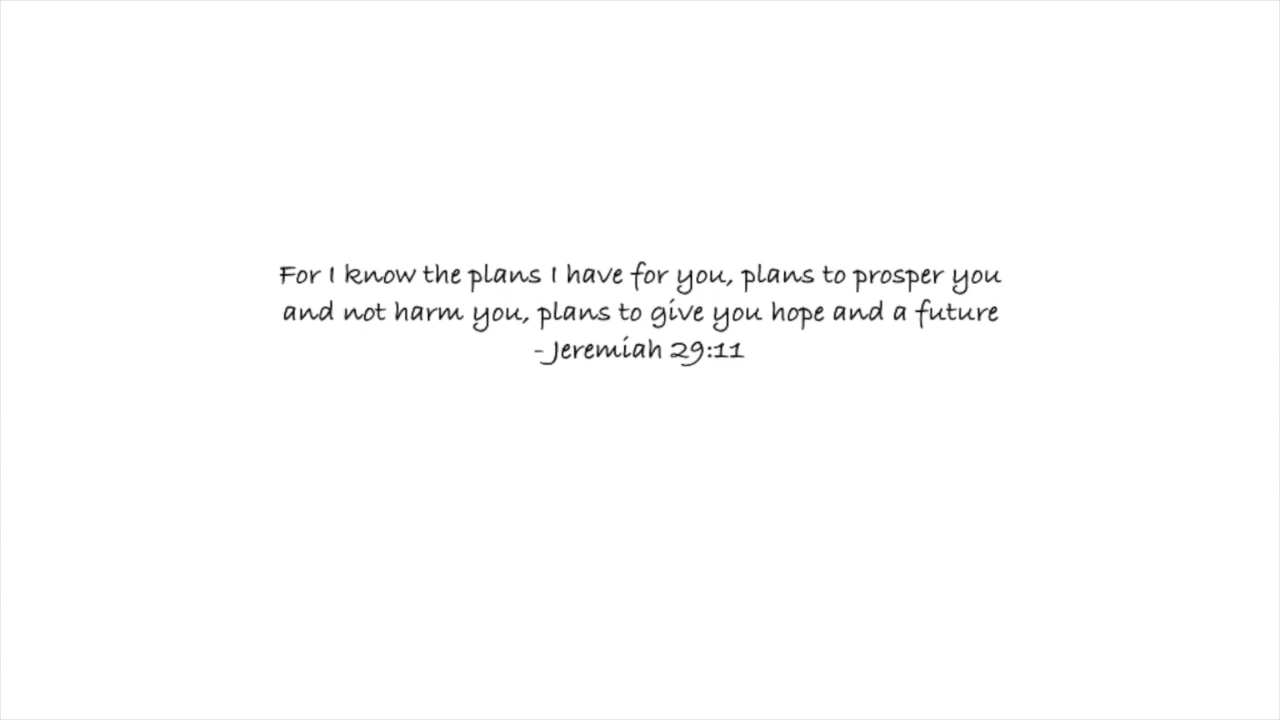 For I know the plans I have for you, plans to prosper you
and not harm you, plans to give you hope and a future
- Jeremiah 29:11